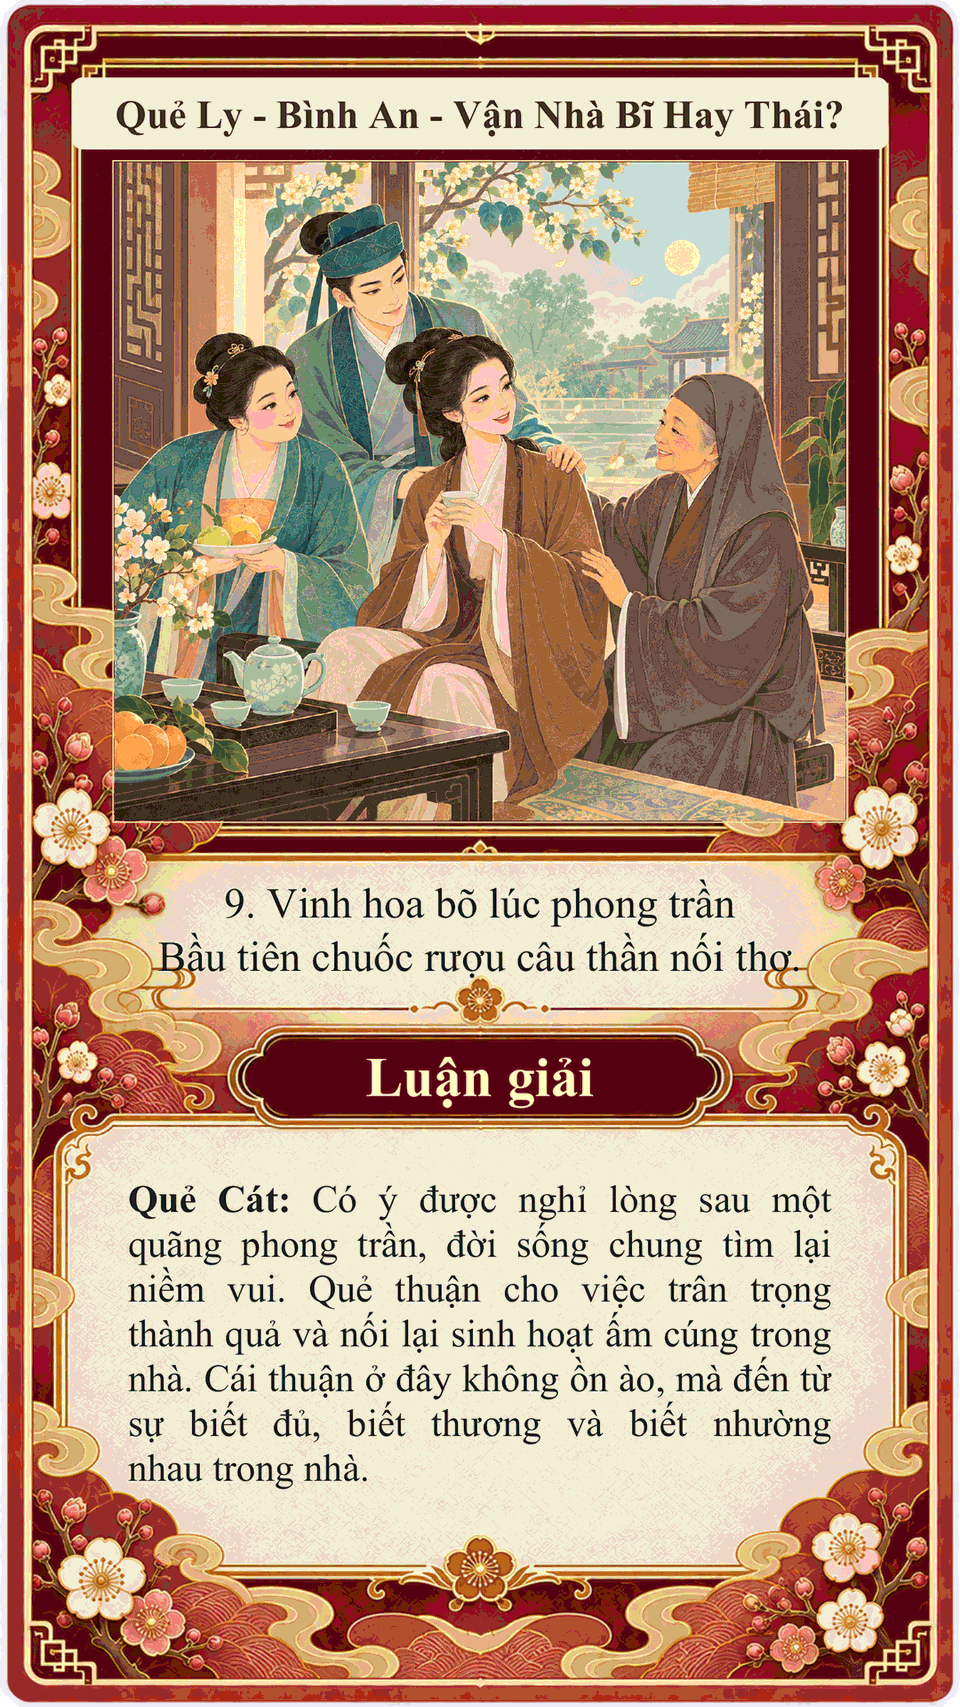 Quẻ Ly - Bình An - Vận Nhà Bĩ Hay Thái?
9. Vinh hoa bõ lúc phong trần
Bầu tiên chuốc rượu câu thần nối thơ.
Luận giải
Quẻ Cát: Có ý được nghỉ lòng sau một
quãng phong trần, đời sống chung tìm lại
niềm vui. Quẻ thuận cho việc trân trọng
thành quả và nối lại sinh hoạt ấm cúng trong
nhà. Cái thuận ở đây không ồn ào, mà đến từ
sự biết đủ, biết thương và biết nhường
nhau trong nhà.